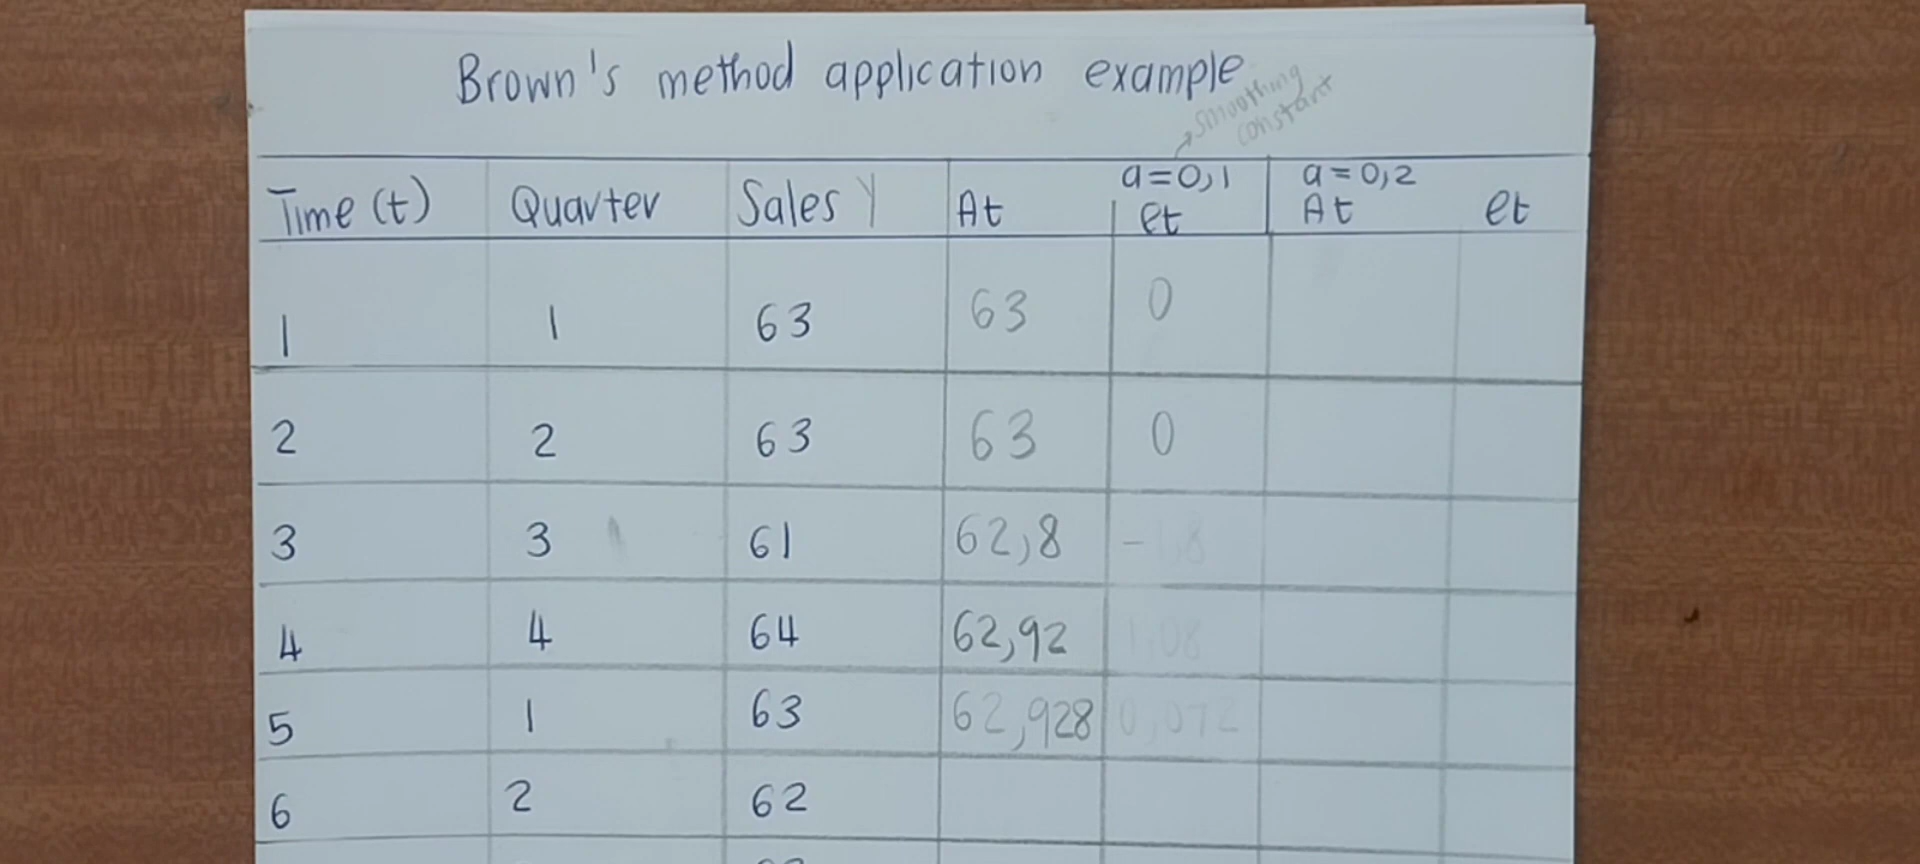 Brown's method application example
smoothing
constant
a=0,1 a=0,2
Time (t) Quarter Sales Y At et At et
1 1 63 63 0
2 2 63 63 0
3 3 61 62,8 -1,8
4 4 64 62,92 1,08
5 1 63 62,928 0,072
6 2 62